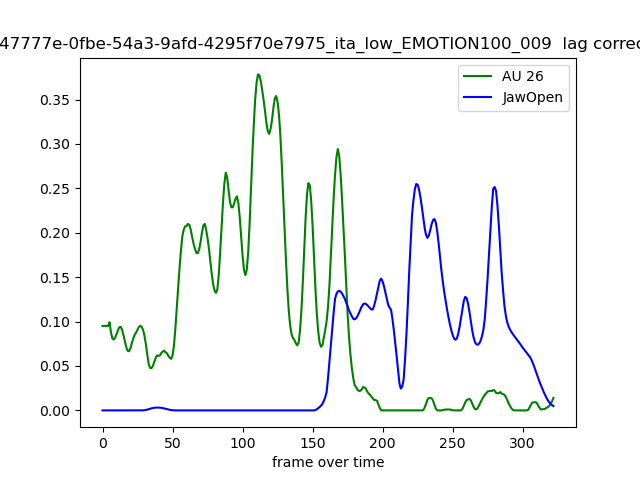 47777e-0fbe-54a3-9afd-4295f70e7975_ita_low_EMOTION100_009 lag correc
AU 26
JawOpen
0.35
0.30
0.25
0.20
0.15
0.10
0.05
0.00
0 50 100 150 200 250 300
frame over time